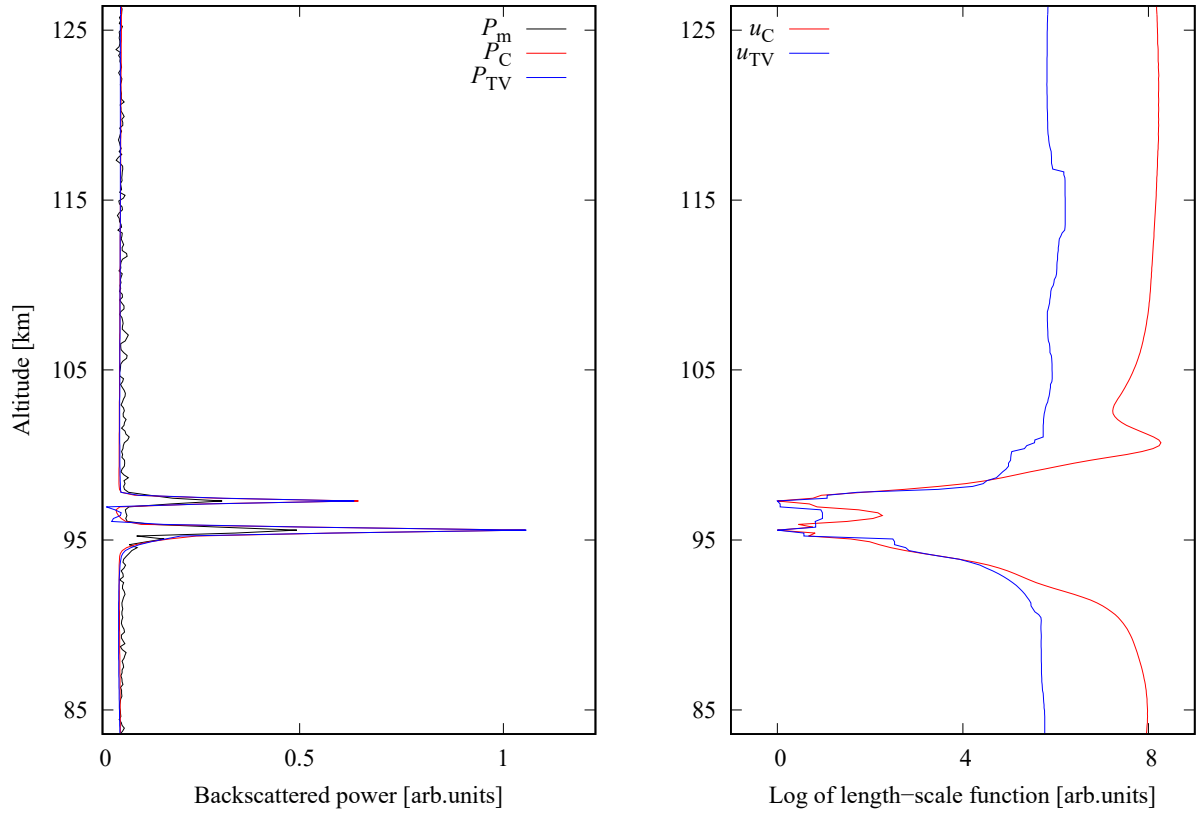 P_m
P_C
P_TV
125
115
105
95
85
0
0.5
1
Backscattered power [arb.units]
Altitude [km]
u_C
u_TV
125
115
105
95
85
0
4
8
Log of length−scale function [arb.units]